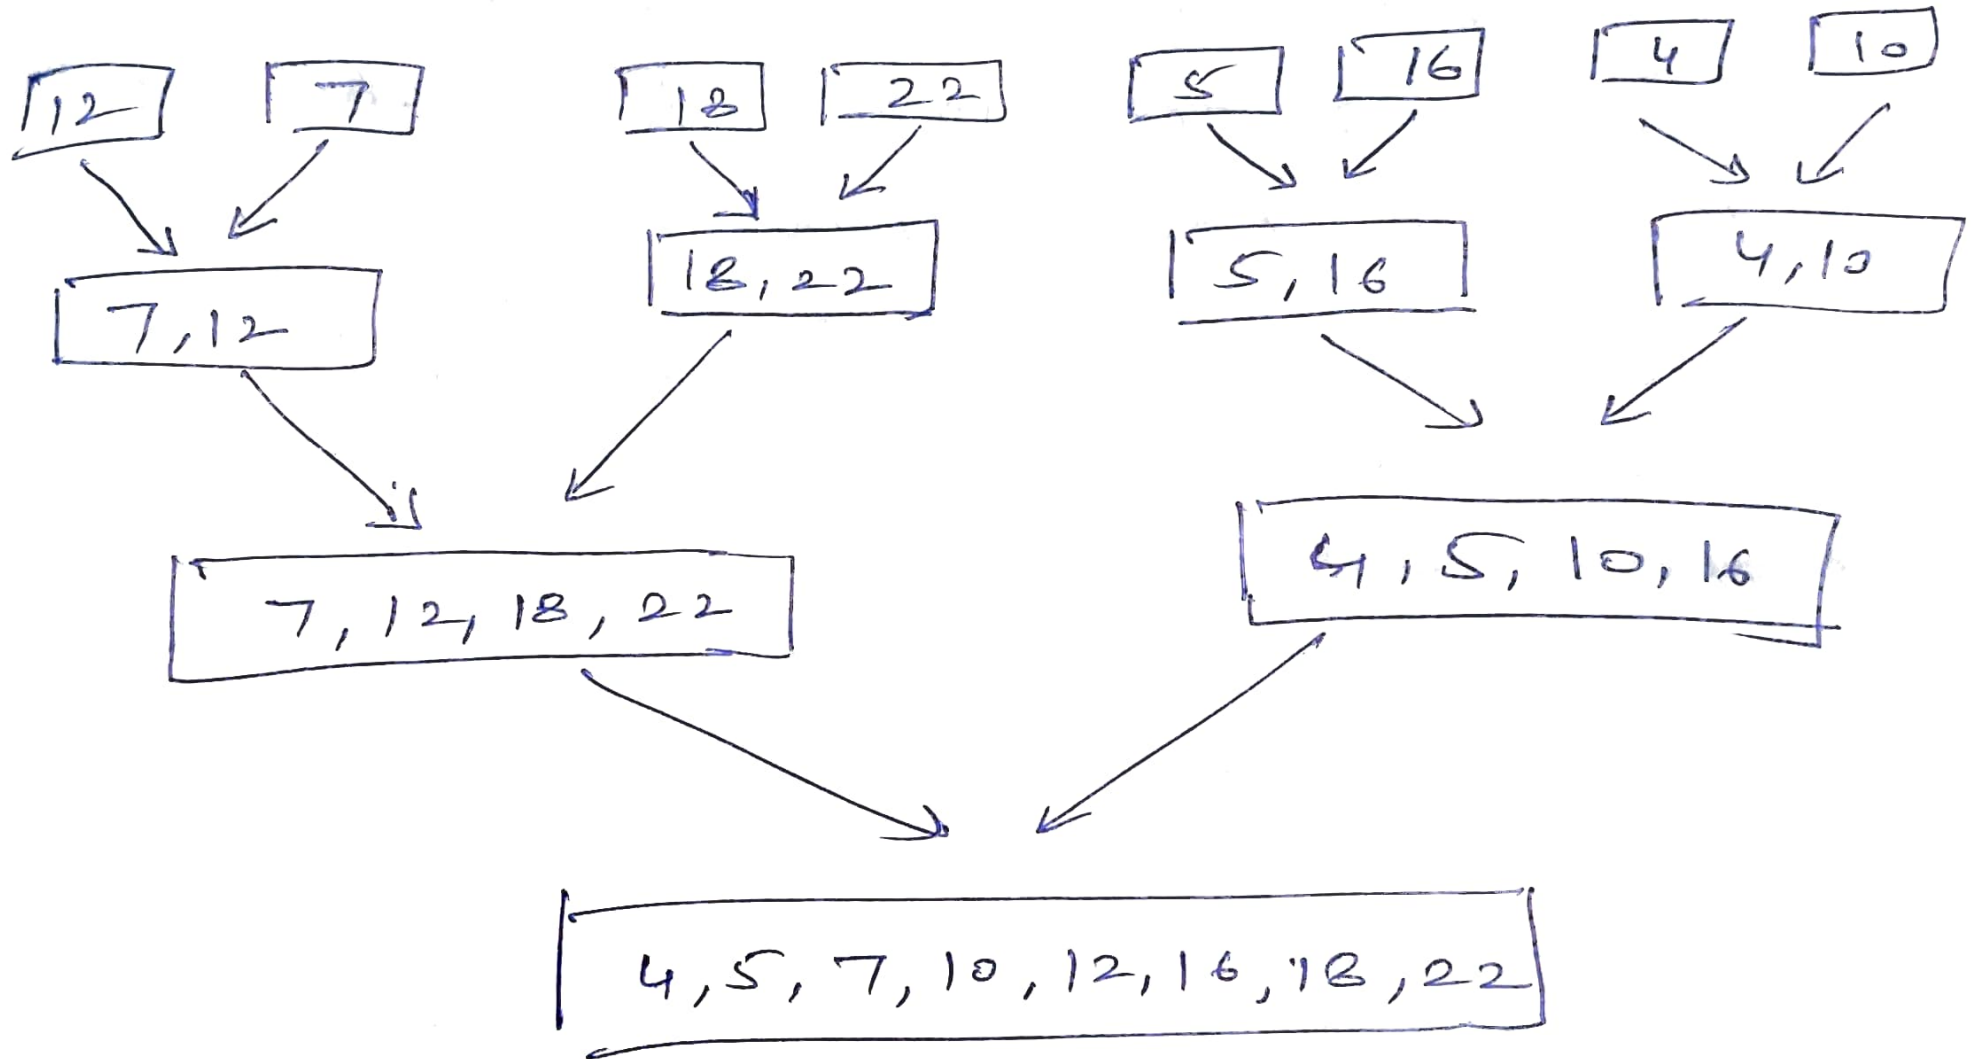 12 7 18 22 5 16 4 10
7,12 18,22 5,16 4,10
7, 12, 18, 22 4, 5, 10, 16
4, 5, 7, 10, 12, 16, 18, 22